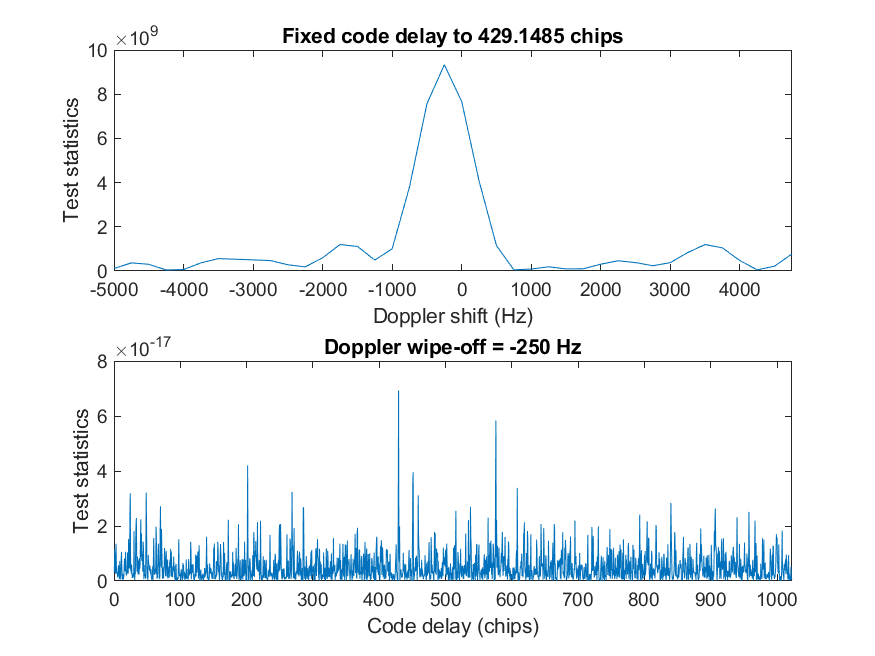 ×10^9
Fixed code delay to 429.1485 chips
10
8
6
4
2
0
Test statistics
-5000 -4000 -3000 -2000 -1000 0 1000 2000 3000 4000
Doppler shift (Hz)
×10^-17
Doppler wipe-off = -250 Hz
8
6
4
2
0
Test statistics
0 100 200 300 400 500 600 700 800 900 1000
Code delay (chips)